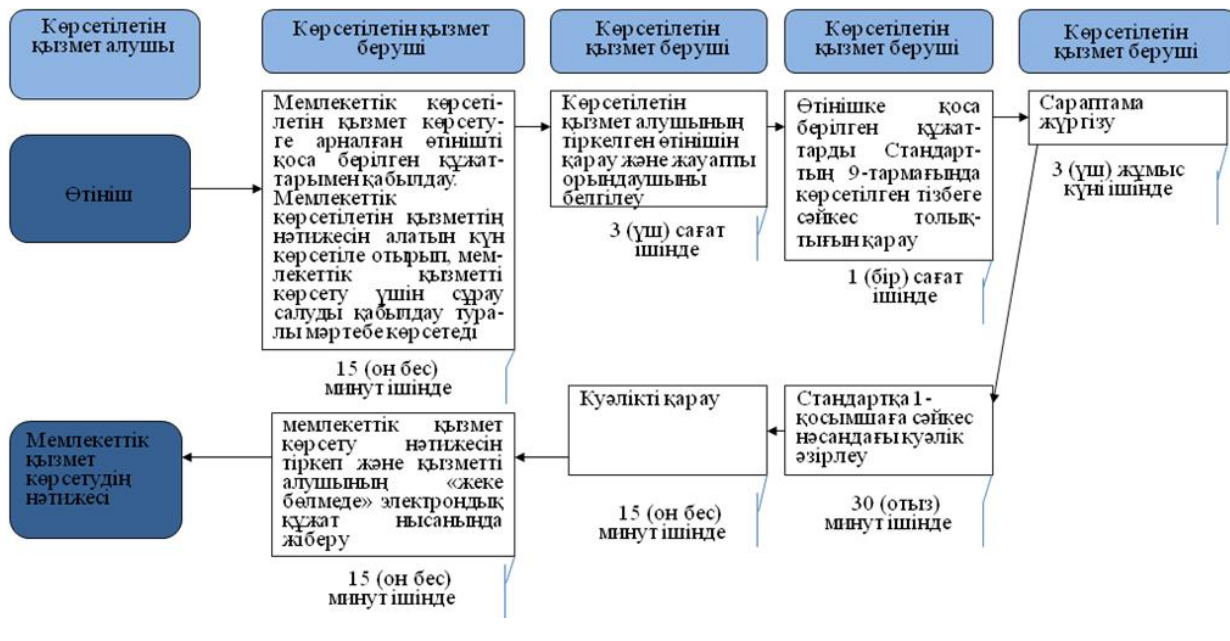 Көрсетілетін
қызмет алушы
Көрсетілетін қызмет
беруші
Көрсетілетін
қызмет беруші
Көрсетілетін
қызмет беруші
Көрсетілетін
қызмет беруші
Өтініш
Мемлекеттік көрсеті-
летін қызмет көрсету-
ге арналған өтінішті
қоса берілген құжат-
тарымен қабылдау.
Мемлекеттік
көрсетілетін қызметтің
нәтижесін алатын күн
көрсетіле отырып, мем-
лекеттік қызметті
көрсету үшін сұрау
салуды қабылдау тура-
лы мәртебе көрсетеді
15 (он бес)
минут ішінде
Көрсетілетін
қызмет алушының
тіркелген өтінішін
қарау және жауапты
орындаушыны
белгілеу
3 (үш) сағат
ішінде
Өтінішке қоса
берілген құжат-
тарды Стандарт-
тың 9-тармағында
көрсетілген тізбеге
сәйкес толық-
тығын қарау
1 (бір) сағат
ішінде
Сараптама
жүргізу
3 (үш) жұмыс
күні ішінде
Стандартқа 1-
қосымшаға сәйкес
нәсандағы куәлік
әзірлеу
30 (отыз)
минут ішінде
Куәлікті қарау
15 (он бес)
минут ішінде
мемлекеттік қызмет
көрсету нәтижесін
тіркеп және қызметті
алушының «жеке
бөлмеде» электрондық
құжат нысанында
жіберу
15 (он бес)
минут ішінде
Мемлекеттік
қызмет
көрсетудің
нәтижесі